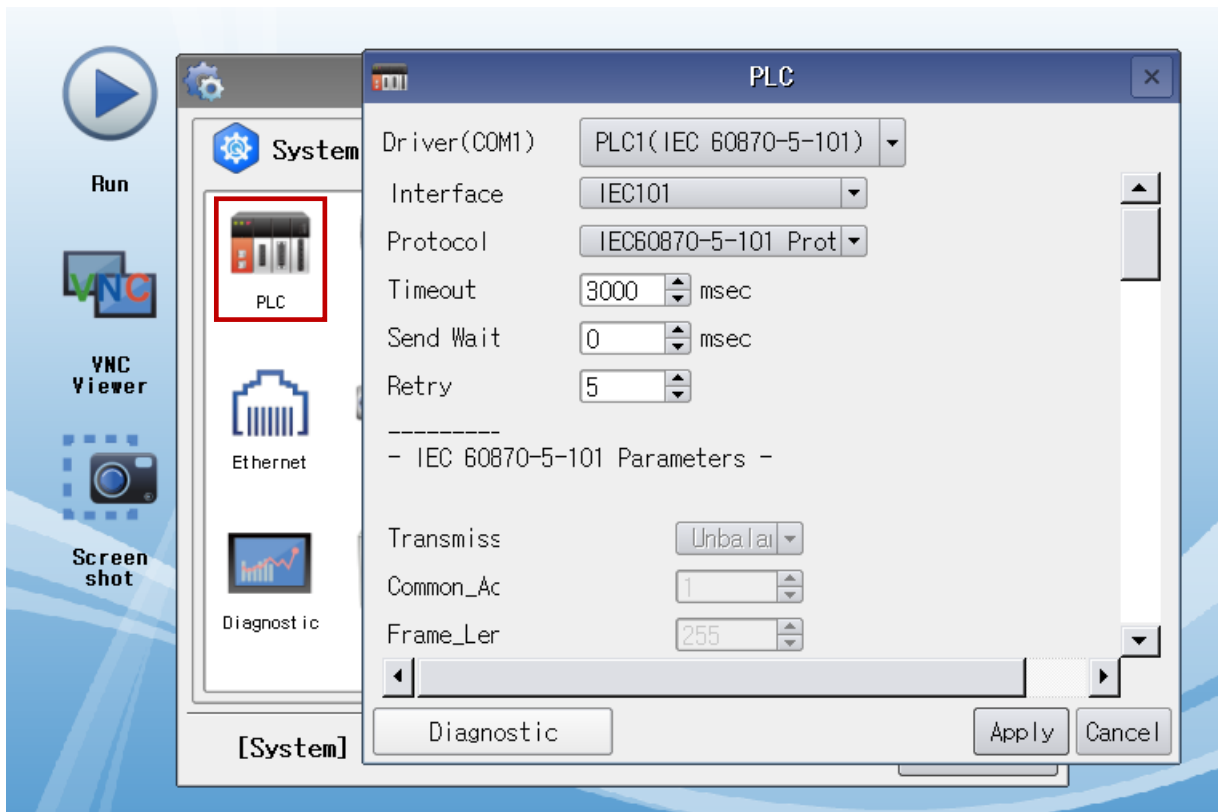 Run
VNC
VNC
Viewer
Screen
shot
System
PLC
Ethernet
Diagnostic
[System]
PLC
Driver(COM1) PLC1(IEC 60870-5-101)
Interface IEC101
Protocol IEC60870-5-101 Prot
Timeout 3000 msec
Send Wait 0 msec
Retry 5
---------
- IEC 60870-5-101 Parameters -
Transmiss Unbalan
Common_Ac 1
Frame_Ler 255
Diagnostic Apply Cancel